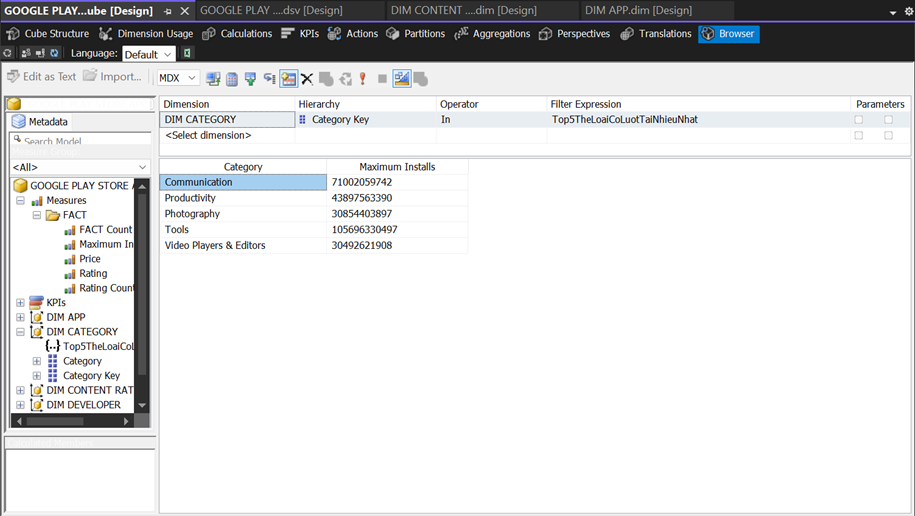 GOOGLE PLAY...ube [Design] GOOGLE PLAY ....dsv [Design] DIM CONTENT ....dim [Design] DIM APP.dim [Design]
Cube Structure Dimension Usage Calculations KPIs Actions Partitions Aggregations Perspectives Translations Browser
Language: Default
Edit as Text Import... MDX
Metadata
Search Model
<All>
GOOGLE PLAY STORE A
Measures
FACT
FACT Count
Maximum In
Price
Rating
Rating Count
KPIs
DIM APP
DIM CATEGORY
Top5TheLoaiCoL
Category
Category Key
DIM CONTENT RAT
DIM DEVELOPER
Dimension Hierarchy Operator Filter Expression Parameters
DIM CATEGORY Category Key In Top5TheLoaiCoLuotTaiNhieuNhat
<Select dimension>
Category Maximum Installs
Communication 71002059742
Productivity 43897563390
Photography 30854403897
Tools 105696330497
Video Players & Editors 30492621908